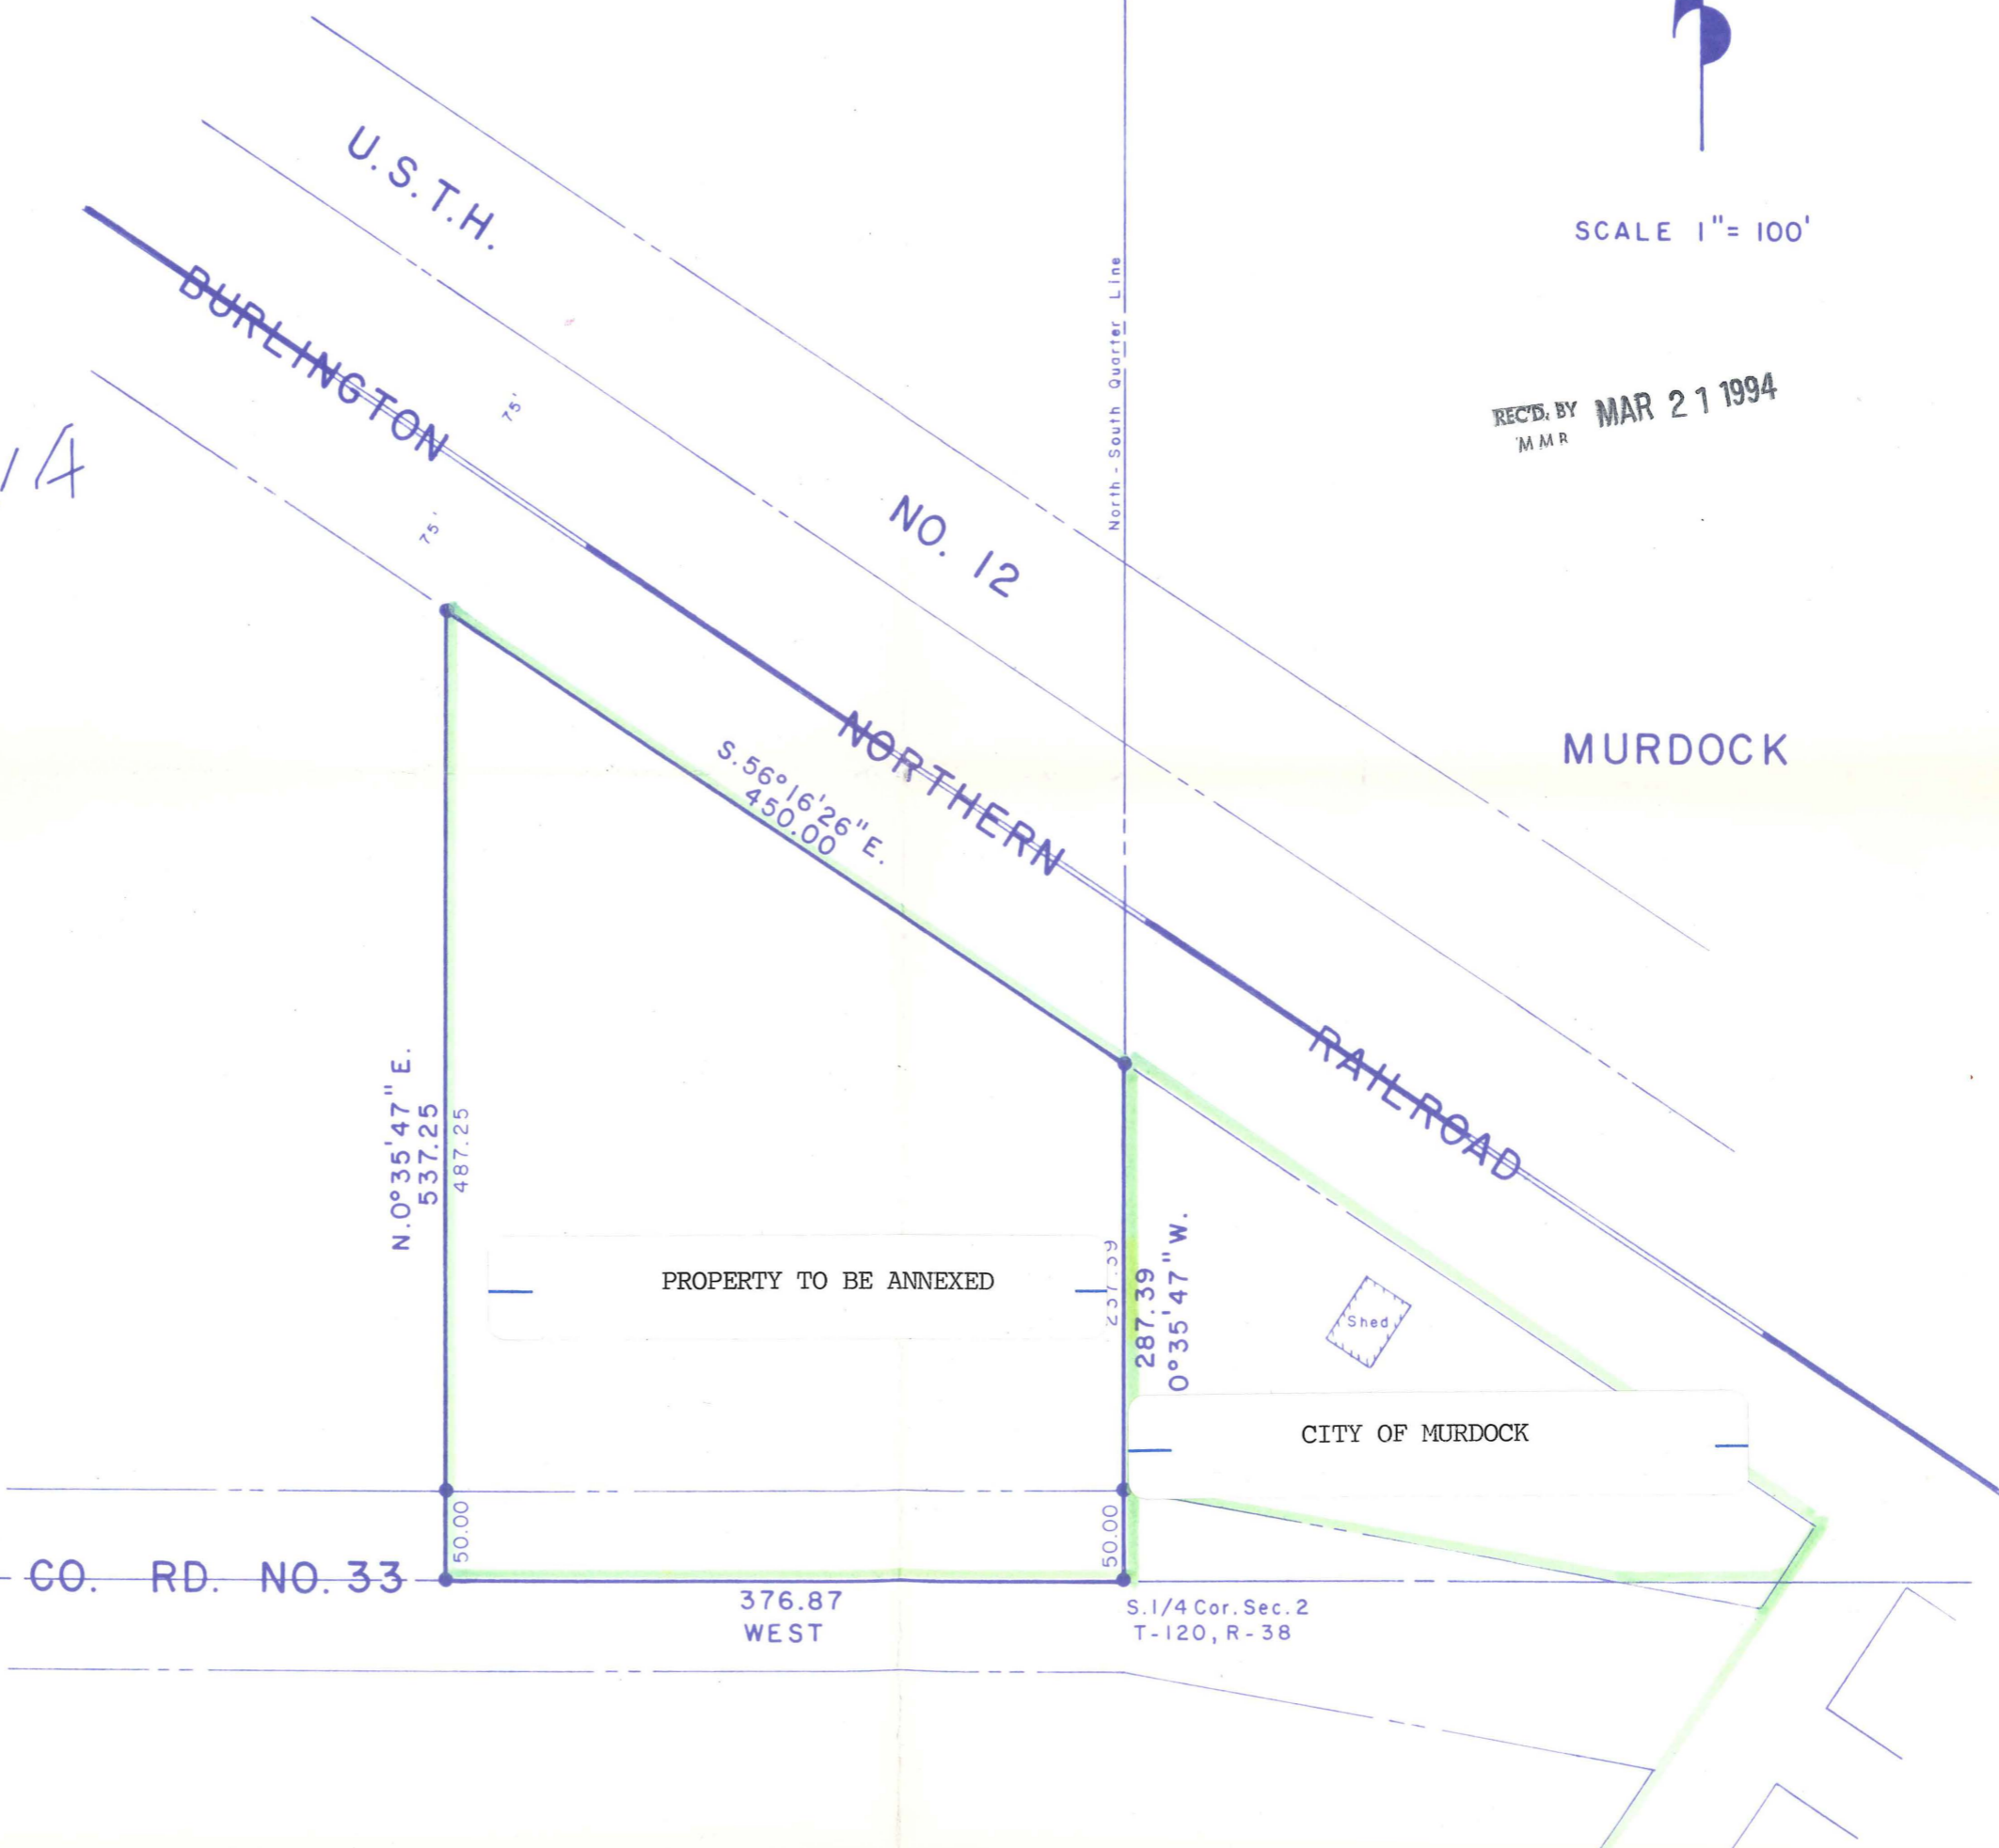 U.S.T.H.
NO. 12
SCALE 1"= 100'
BURLINGTON
NORTHERN
RAILROAD
75'
75'
North - South Quarter Line
REC'D. BY MAR 21 1994
MMB
MURDOCK
S.56°16'26"E.
450.00
N.0°35'47"E.
537.25
487.25
PROPERTY TO BE ANNEXED
237.39
287.39
0°35'47"W.
Shed
CITY OF MURDOCK
50.00
50.00
CO. RD. NO. 33
376.87
WEST
S.1/4 Cor. Sec. 2
T-120, R-38